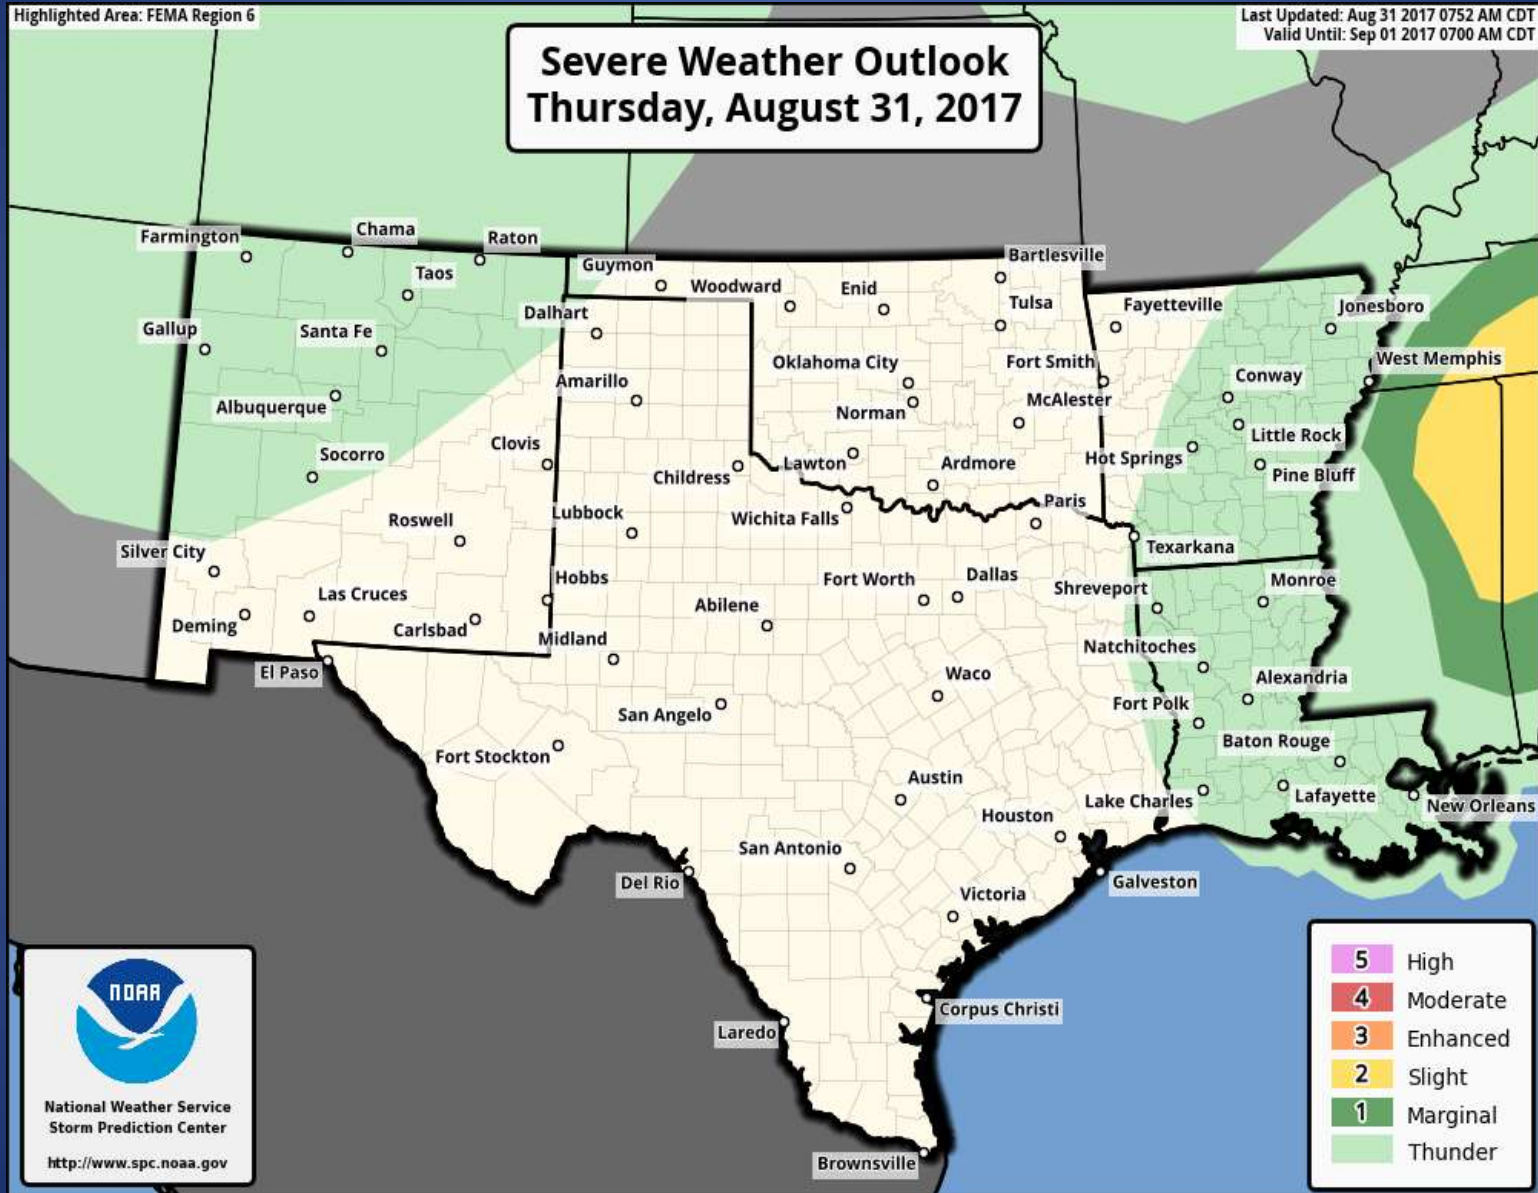 Highlighted Area: FEMA Region 6
Last Updated: Aug 31 2017 0752 AM CDT
Valid Until: Sep 01 2017 0700 AM CDT
Severe Weather Outlook
Thursday, August 31, 2017
Farmington
Chama
Raton
Taos
Gallup
Santa Fe
Albuquerque
Socorro
Clovis
Roswell
Silver City
Las Cruces
Deming
Carlsbad
Hobbs
Guymon
Woodward
Enid
Bartlesville
Tulsa
Oklahoma City
Norman
Fort Smith
McAlester
Lawton
Ardmore
Fayetteville
Jonesboro
West Memphis
Conway
Little Rock
Hot Springs
Pine Bluff
Texarkana
Dalhart
Amarillo
Childress
Lubbock
Wichita Falls
Paris
Fort Worth
Dallas
Abilene
Midland
El Paso
San Angelo
Waco
Fort Stockton
Austin
Houston
San Antonio
Del Rio
Galveston
Victoria
Corpus Christi
Laredo
Brownsville
Shreveport
Monroe
Natchitoches
Alexandria
Fort Polk
Baton Rouge
Lake Charles
Lafayette
New Orleans
NOAA
National Weather Service
Storm Prediction Center
http://www.spc.noaa.gov
5 High
4 Moderate
3 Enhanced
2 Slight
1 Marginal
Thunder